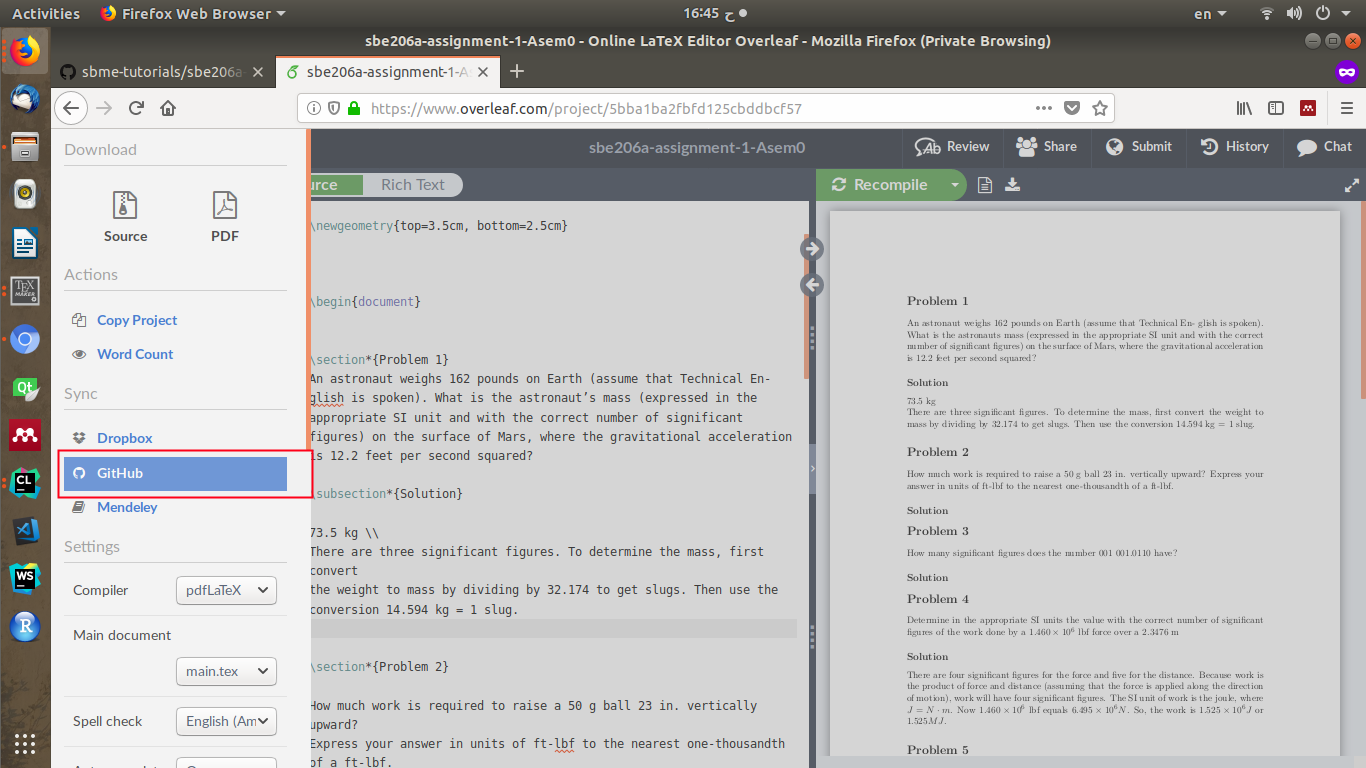 Activities
Firefox Web Browser
16:45 ح
en
sbe206a-assignment-1-Asem0 - Online LaTeX Editor Overleaf - Mozilla Firefox (Private Browsing)
sbme-tutorials/sbe206a-
sbe206a-assignment-1-As
https://www.overleaf.com/project/5bba1ba2fbfd125cbddbcf57
Download
Source
PDF
Actions
Copy Project
Word Count
Sync
Dropbox
GitHub
Mendeley
Settings
Compiler
pdfLaTeX
Main document
main.tex
Spell check
English (Am
sbe206a-assignment-1-Asem0
Review
Share
Submit
History
Chat
urce
Rich Text
Recompile
\newgeometry{top=3.5cm, bottom=2.5cm}
\begin{document}
\section*{Problem 1}
An astronaut weighs 162 pounds on Earth (assume that Technical En-
glish is spoken). What is the astronaut’s mass (expressed in the
appropriate SI unit and with the correct number of significant
figures) on the surface of Mars, where the gravitational acceleration
is 12.2 feet per second squared?
\subsection*{Solution}
73.5 kg \\
There are three significant figures. To determine the mass, first
convert
the weight to mass by dividing by 32.174 to get slugs. Then use the
conversion 14.594 kg = 1 slug.
\section*{Problem 2}
How much work is required to raise a 50 g ball 23 in. vertically
upward?
Express your answer in units of ft-lbf to the nearest one-thousandth
of a ft-lbf.
Problem 1
An astronaut weighs 162 pounds on Earth (assume that Technical En- glish is spoken).
What is the astronauts mass (expressed in the appropriate SI unit and with the correct
number of significant figures) on the surface of Mars, where the gravitational acceleration
is 12.2 feet per second squared?
Solution
73.5 kg
There are three significant figures. To determine the mass, first convert the weight to
mass by dividing by 32.174 to get slugs. Then use the conversion 14.594 kg = 1 slug.
Problem 2
How much work is required to raise a 50 g ball 23 in. vertically upward? Express your
answer in units of ft-lbf to the nearest one-thousandth of a ft-lbf.
Solution
Problem 3
How many significant figures does the number 001 001.0110 have?
Solution
Problem 4
Determine in the appropriate SI units the value with the correct number of significant
figures of the work done by a 1.460 × 10⁶ lbf force over a 2.3476 m
Solution
There are four significant figures for the force and five for the distance. Because work is
the product of force and distance (assuming that the force is applied along the direction
of motion), work will have four significant figures. The SI unit of work is the joule, where
J = N · m. Now 1.460 × 10⁶ lbf equals 6.495 × 10⁶N. So, the work is 1.525 × 10⁶J or
1.525MJ.
Problem 5